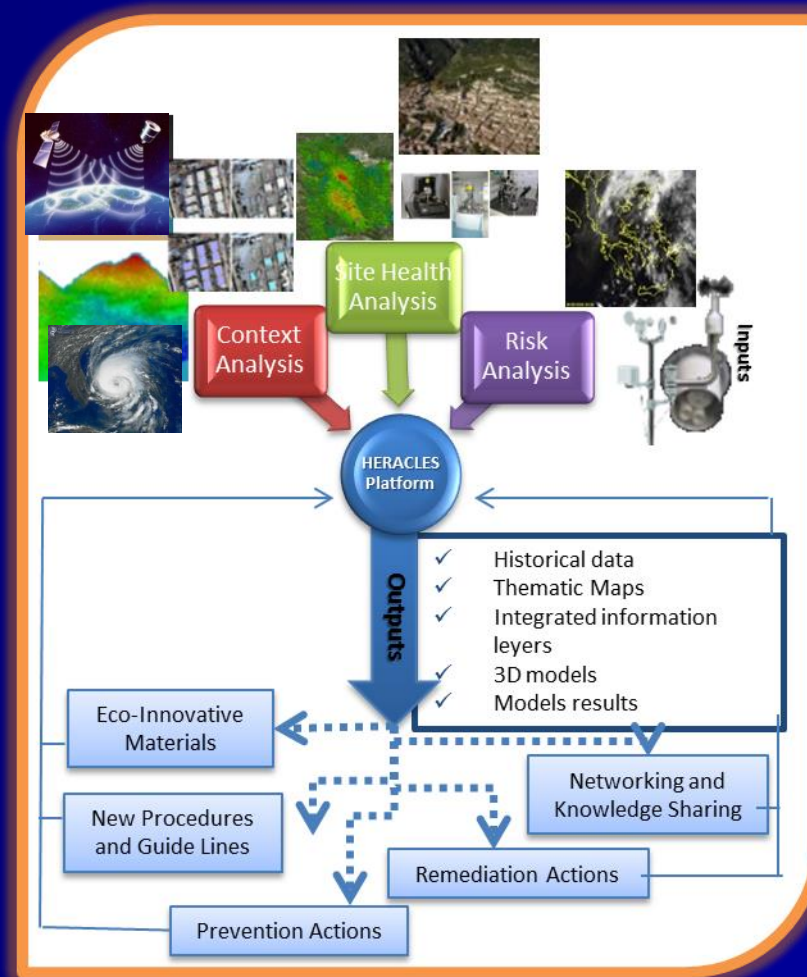 Site Health
Analysis
Context
Analysis
Risk
Analysis
Inputs
HERACLES
Platform
Outputs
✓ Historical data
✓ Thematic Maps
✓ Integrated information
leyers
✓ 3D models
✓ Models results
Eco-Innovative
Materials
Networking and
Knowledge Sharing
New Procedures
and Guide Lines
Remediation Actions
Prevention Actions